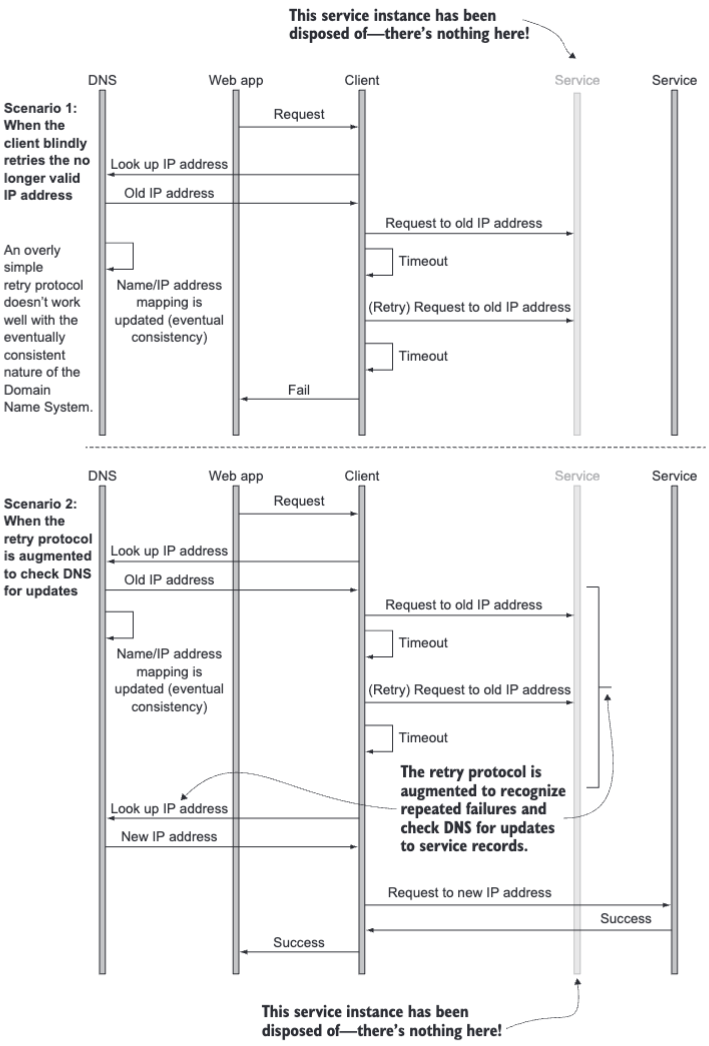 This service instance has been
disposed of—there's nothing here!
DNS
Web app
Client
Service
Service
Scenario 1:
When the
client blindly
retries the no
longer valid
IP address
An overly
simple
retry protocol
doesn't work
well with the
eventually
consistent
nature of the
Domain
Name System.
Request
Look up IP address
Old IP address
Request to old IP address
Timeout
Name/IP address
mapping is
updated (eventual
consistency)
(Retry) Request to old IP address
Timeout
Fail
DNS
Web app
Client
Service
Service
Scenario 2:
When the
retry protocol
is augmented
to check DNS
for updates
Request
Look up IP address
Old IP address
Request to old IP address
Timeout
Name/IP address
mapping is
updated (eventual
consistency)
(Retry) Request to old IP address
Timeout
The retry protocol is
augmented to recognize
repeated failures and
check DNS for updates
to service records.
Look up IP address
New IP address
Request to new IP address
Success
Success
This service instance has been
disposed of—there's nothing here!